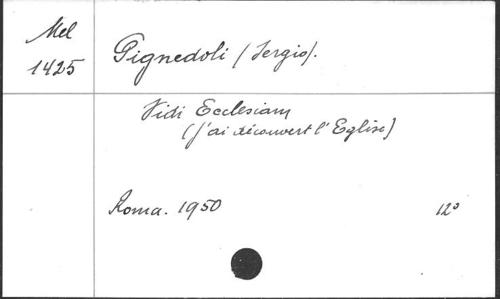 Mel
1425
Pignedoli (Sergio).
Vidi Ecclesiam
(J'ai découvert l'Eglise)
Roma. 1950
12°